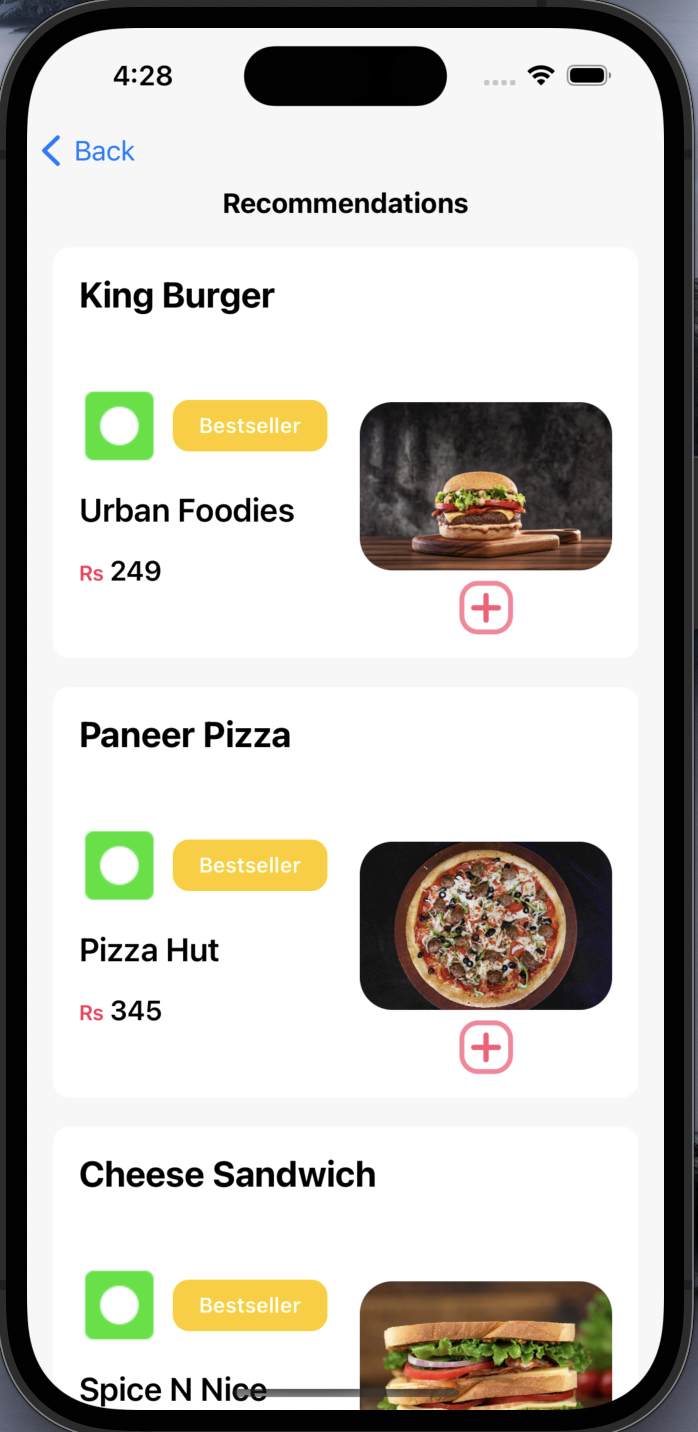 4:28
Back
Recommendations
King Burger
Bestseller
Urban Foodies
Rs 249
Paneer Pizza
Bestseller
Pizza Hut
Rs 345
Cheese Sandwich
Bestseller
Spice N Nice